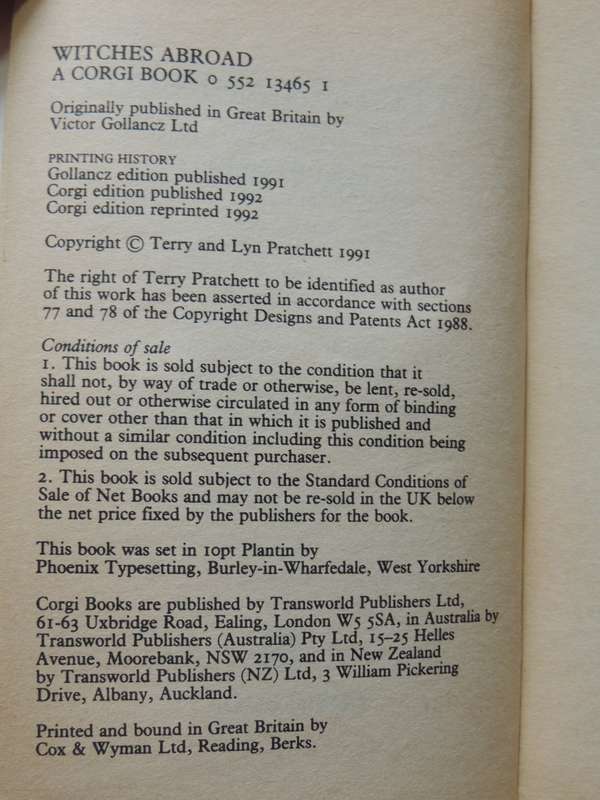 WITCHES ABROAD
A CORGI BOOK 0 552 13465 1
Originally published in Great Britain by
Victor Gollancz Ltd
PRINTING HISTORY
Gollancz edition published 1991
Corgi edition published 1992
Corgi edition reprinted 1992
Copyright © Terry and Lyn Pratchett 1991
The right of Terry Pratchett to be identified as author
of this work has been asserted in accordance with sections
77 and 78 of the Copyright Designs and Patents Act 1988.
Conditions of sale
1. This book is sold subject to the condition that it
shall not, by way of trade or otherwise, be lent, re-sold,
hired out or otherwise circulated in any form of binding
or cover other than that in which it is published and
without a similar condition including this condition being
imposed on the subsequent purchaser.
2. This book is sold subject to the Standard Conditions of
Sale of Net Books and may not be re-sold in the UK below
the net price fixed by the publishers for the book.
This book was set in 10pt Plantin by
Phoenix Typesetting, Burley-in-Wharfedale, West Yorkshire
Corgi Books are published by Transworld Publishers Ltd,
61-63 Uxbridge Road, Ealing, London W5 5SA, in Australia by
Transworld Publishers (Australia) Pty Ltd, 15–25 Helles
Avenue, Moorebank, NSW 2170, and in New Zealand
by Transworld Publishers (NZ) Ltd, 3 William Pickering
Drive, Albany, Auckland.
Printed and bound in Great Britain by
Cox & Wyman Ltd, Reading, Berks.